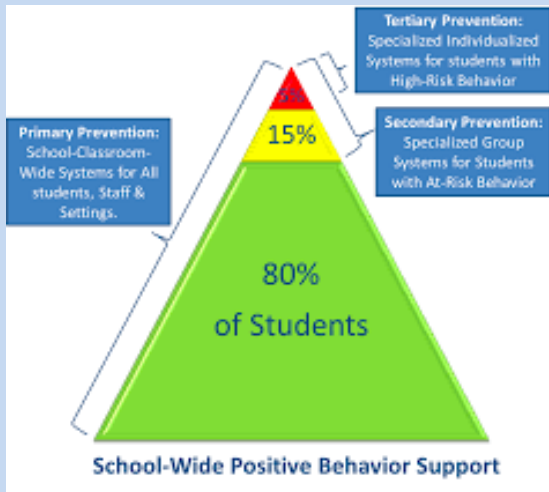 Tertiary Prevention:
Specialized Individualized
Systems for students with
High-Risk Behavior
Primary Prevention:
School-Classroom-
Wide Systems for All
students, Staff &
Settings.
5%
15%
Secondary Prevention:
Specialized Group
Systems for Students
with At-Risk Behavior
80%
of Students
School-Wide Positive Behavior Support